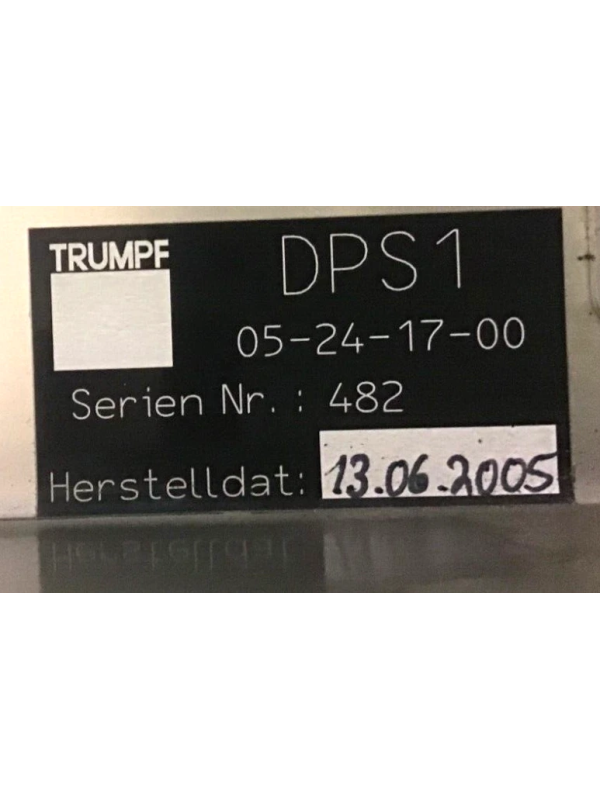 TRUMPF
DPS1
05-24-17-00
Serien Nr. : 482
Herstelldat: 13.06.2005